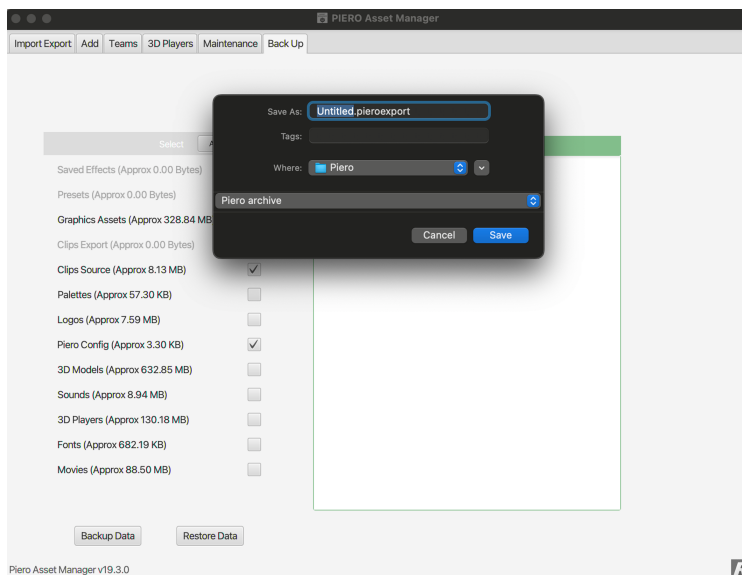 PIERO Asset Manager
Import Export Add Teams 3D Players Maintenance Back Up
Save As: Untitled.pieroexport
Tags:
Where: Piero
Piero archive
Cancel Save
Select A
Saved Effects (Approx 0.00 Bytes)
Presets (Approx 0.00 Bytes)
Graphics Assets (Approx 328.84 MB
Clips Export (Approx 0.00 Bytes)
Clips Source (Approx 8.13 MB)
Palettes (Approx 57.30 KB)
Logos (Approx 7.59 MB)
Piero Config (Approx 3.30 KB)
3D Models (Approx 632.85 MB)
Sounds (Approx 8.94 MB)
3D Players (Approx 130.18 MB)
Fonts (Approx 682.19 KB)
Movies (Approx 88.50 MB)
Backup Data Restore Data
Piero Asset Manager v19.3.0